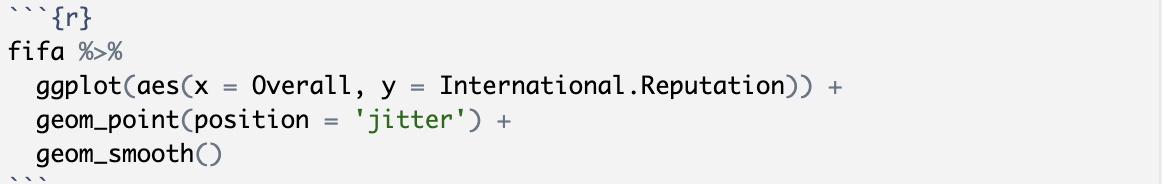 ```{r}
fifa %>%
  ggplot(aes(x = Overall, y = International.Reputation)) +
  geom_point(position = 'jitter') +
  geom_smooth()
```